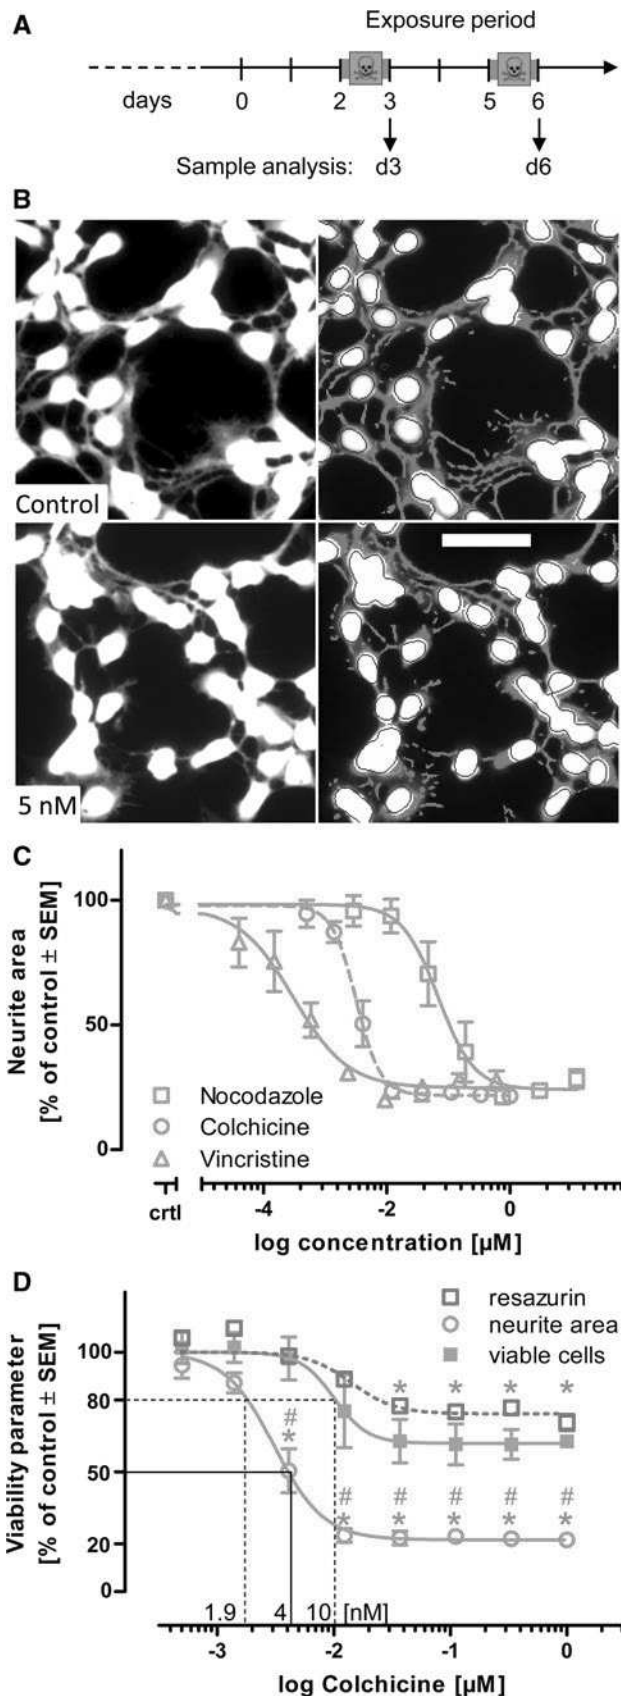 A
Exposure period
days 0 2 3 5 6
Sample analysis: d3 d6
B
Control
5 nM
C
Neurite area
[% of control ± SEM]
100
50
0
Nocodazole
Colchicine
Vincristine
crtl -4 -2 0
log concentration [µM]
D
Viability parameter
[% of control ± SEM]
100
80
50
20
0
resazurin
neurite area
viable cells
* * * * *
#
*
# # # # #
* * * * *
1.9 4 10 [nM]
-3 -2 -1 0
log Colchicine [µM]